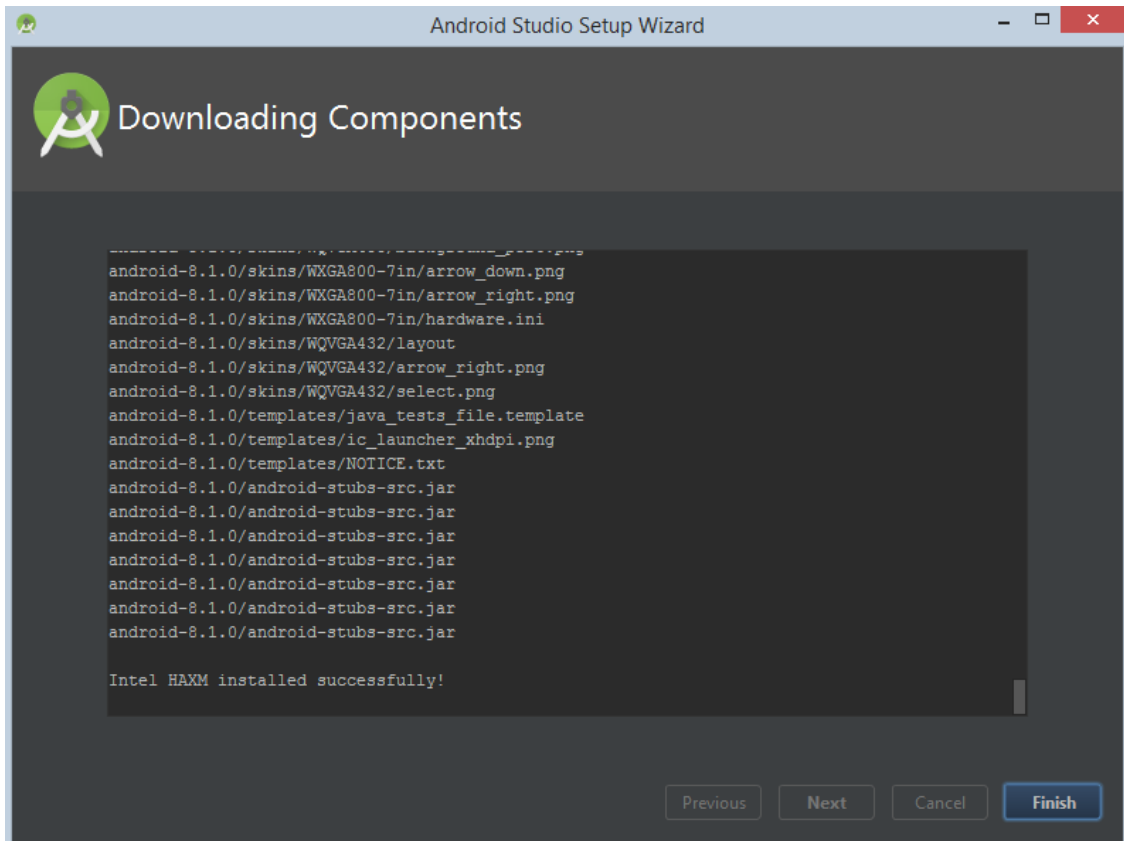 Android Studio Setup Wizard
Downloading Components
android-8.1.0/skins/WXGA800-7in/arrow_down.png
android-8.1.0/skins/WXGA800-7in/arrow_right.png
android-8.1.0/skins/WXGA800-7in/hardware.ini
android-8.1.0/skins/WQVGA432/layout
android-8.1.0/skins/WQVGA432/arrow_right.png
android-8.1.0/skins/WQVGA432/select.png
android-8.1.0/templates/java_tests_file.template
android-8.1.0/templates/ic_launcher_xhdpi.png
android-8.1.0/templates/NOTICE.txt
android-8.1.0/android-stubs-src.jar
android-8.1.0/android-stubs-src.jar
android-8.1.0/android-stubs-src.jar
android-8.1.0/android-stubs-src.jar
android-8.1.0/android-stubs-src.jar
android-8.1.0/android-stubs-src.jar
android-8.1.0/android-stubs-src.jar
Intel HAXM installed successfully!
Previous Next Cancel Finish